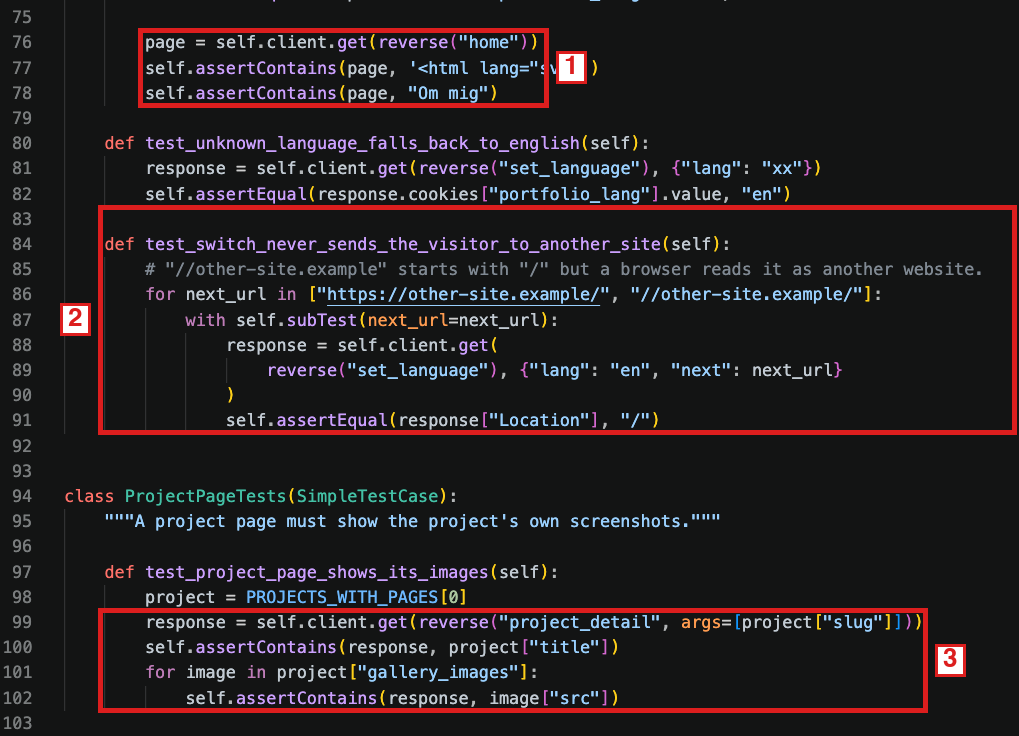 75
76 page = self.client.get(reverse("home"))
77 self.assertContains(page, '<html lang="sv )
1
78 self.assertContains(page, "Om mig")
79
80 def test_unknown_language_falls_back_to_english(self):
81 response = self.client.get(reverse("set_language"), {"lang": "xx"})
82 self.assertEqual(response.cookies["portfolio_lang"].value, "en")
83
84 def test_switch_never_sends_the_visitor_to_another_site(self):
85 # "//other-site.example" starts with "/" but a browser reads it as another website.
86 for next_url in ["https://other-site.example/", "//other-site.example/"]:
2
87 with self.subTest(next_url=next_url):
88 response = self.client.get(
89 reverse("set_language"), {"lang": "en", "next": next_url}
90 )
91 self.assertEqual(response["Location"], "/")
92
93
94 class ProjectPageTests(SimpleTestCase):
95 """A project page must show the project's own screenshots."""
96
97 def test_project_page_shows_its_images(self):
98 project = PROJECTS_WITH_PAGES[0]
99 response = self.client.get(reverse("project_detail", args=[project["slug"]]))
100 self.assertContains(response, project["title"])
3
101 for image in project["gallery_images"]:
102 self.assertContains(response, image["src"])
103